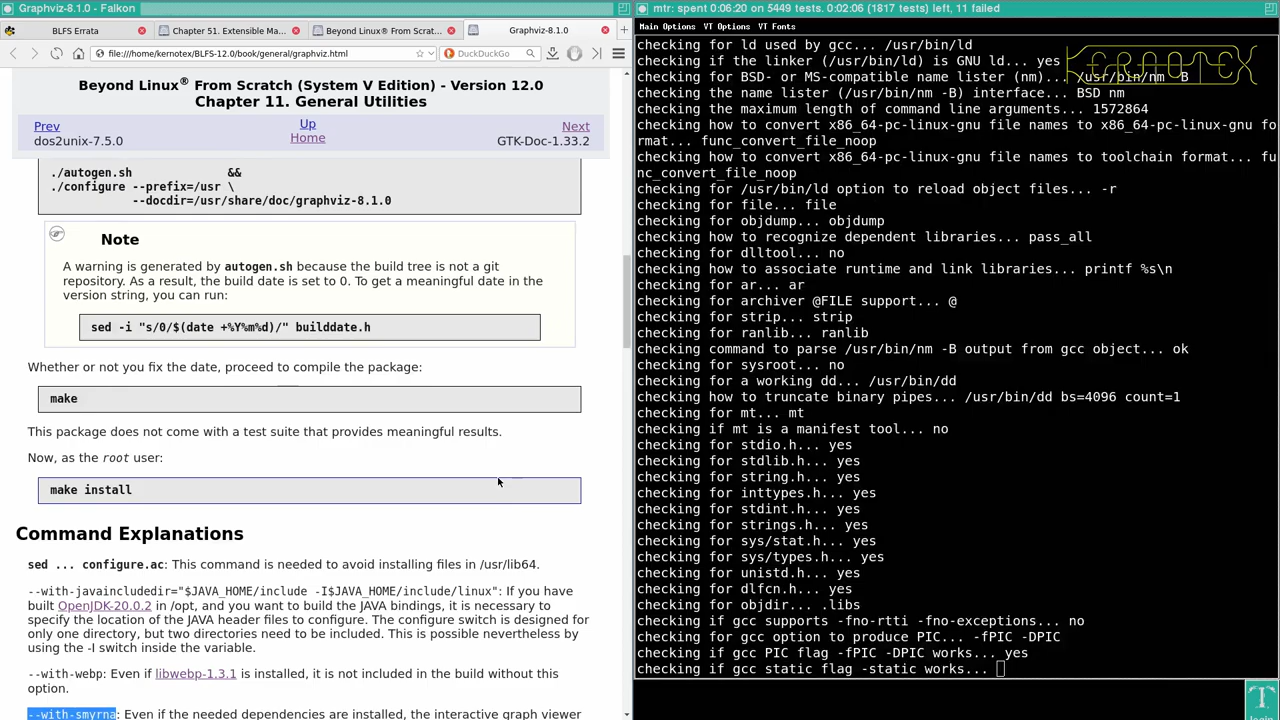 Graphviz-8.1.0 - Falkon
BLFS Errata
Chapter 51. Extensible Ma...
Beyond Linux® From Scrat...
Graphviz-8.1.0
file:///home/kernotex/BLFS-12.0/book/general/graphviz.html
DuckDuckGo
Beyond Linux® From Scratch (System V Edition) - Version 12.0
Chapter 11. General Utilities
Prev
Up
Next
dos2unix-7.5.0
Home
GTK-Doc-1.33.2
./autogen.sh            &&
./configure --prefix=/usr \
--docdir=/usr/share/doc/graphviz-8.1.0
Note
A warning is generated by autogen.sh because the build tree is not a git
repository. As a result, the build date is set to 0. To get a meaningful date in the
version string, you can run:
sed -i "s/0/$(date +%Y%m%d)/" builddate.h
Whether or not you fix the date, proceed to compile the package:
make
This package does not come with a test suite that provides meaningful results.
Now, as the root user:
make install
Command Explanations
sed ... configure.ac: This command is needed to avoid installing files in /usr/lib64.
--with-javaincludedir="$JAVA_HOME/include -I$JAVA_HOME/include/linux": If you have
built OpenJDK-20.0.2 in /opt, and you want to build the JAVA bindings, it is necessary to
specify the location of the JAVA header files to configure. The configure switch is designed for
only one directory, but two directories need to be included. This is possible nevertheless by
using the -I switch inside the variable.
--with-webp: Even if libwebp-1.3.1 is installed, it is not included in the build without this
option.
--with-smyrna: Even if the needed dependencies are installed, the interactive graph viewer
mtr: spent 0:06:20 on 5449 tests. 0:02:06 (1817 tests) left, 11 failed
Main Options VT Options VT Fonts
KERNOTEX
checking for ld used by gcc... /usr/bin/ld
checking if the linker (/usr/bin/ld) is GNU ld... yes
checking for BSD- or MS-compatible name lister (nm)... /usr/bin/nm -B
checking the name lister (/usr/bin/nm -B) interface... BSD nm
checking the maximum length of command line arguments... 1572864
checking how to convert x86_64-pc-linux-gnu file names to x86_64-pc-linux-gnu fo
rmat... func_convert_file_noop
checking how to convert x86_64-pc-linux-gnu file names to toolchain format... fu
nc_convert_file_noop
checking for /usr/bin/ld option to reload object files... -r
checking for file... file
checking for objdump... objdump
checking how to recognize dependent libraries... pass_all
checking for dlltool... no
checking how to associate runtime and link libraries... printf %s\n
checking for ar... ar
checking for archiver @FILE support... @
checking for strip... strip
checking for ranlib... ranlib
checking command to parse /usr/bin/nm -B output from gcc object... ok
checking for sysroot... no
checking for a working dd... /usr/bin/dd
checking how to truncate binary pipes... /usr/bin/dd bs=4096 count=1
checking for mt... mt
checking if mt is a manifest tool... no
checking for stdio.h... yes
checking for stdlib.h... yes
checking for string.h... yes
checking for inttypes.h... yes
checking for stdint.h... yes
checking for strings.h... yes
checking for sys/stat.h... yes
checking for sys/types.h... yes
checking for unistd.h... yes
checking for dlfcn.h... yes
checking for objdir... .libs
checking if gcc supports -fno-rtti -fno-exceptions... no
checking for gcc option to produce PIC... -fPIC -DPIC
checking if gcc PIC flag -fPIC -DPIC works... yes
checking if gcc static flag -static works...
login